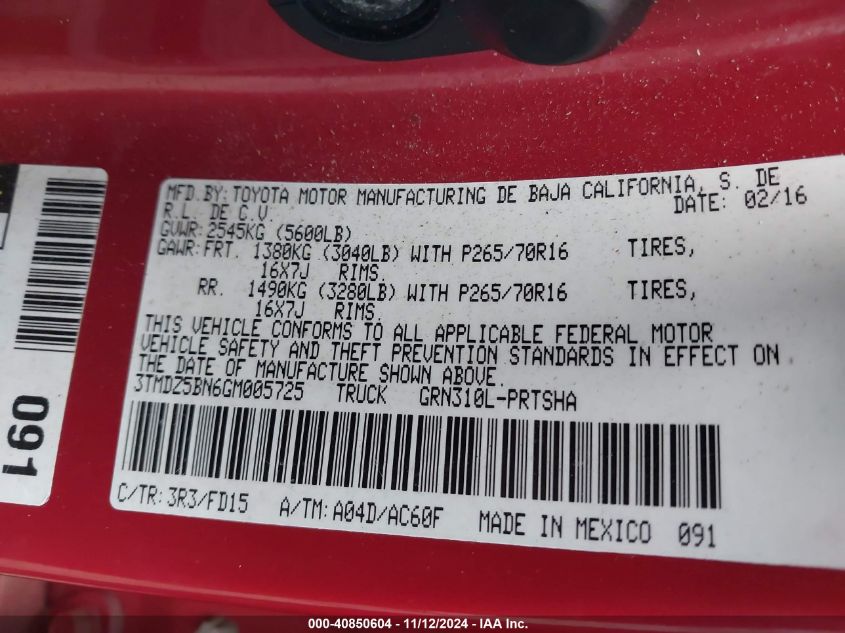 MFD.BY:TOYOTA MOTOR MANUFACTURING DE BAJA CALIFORNIA, S. DE
R.L. DE C.V. DATE: 02/16
GVWR:2545KG (5600LB)
GAWR:FRT. 1380KG (3040LB) WITH P265/70R16 TIRES,
16X7J RIMS.
RR. 1490KG (3280LB) WITH P265/70R16 TIRES,
16X7J RIMS.
THIS VEHICLE CONFORMS TO ALL APPLICABLE FEDERAL MOTOR
VEHICLE SAFETY AND THEFT PREVENTION STANDARDS IN EFFECT ON
THE DATE OF MANUFACTURE SHOWN ABOVE.
3TMDZ5BN6GM005725 TRUCK GRN310L-PRTSHA
C/TR:3R3/FD15 A/TM:A04D/AC60F MADE IN MEXICO 091
091
000-40850604 - 11/12/2024 - IAA Inc.